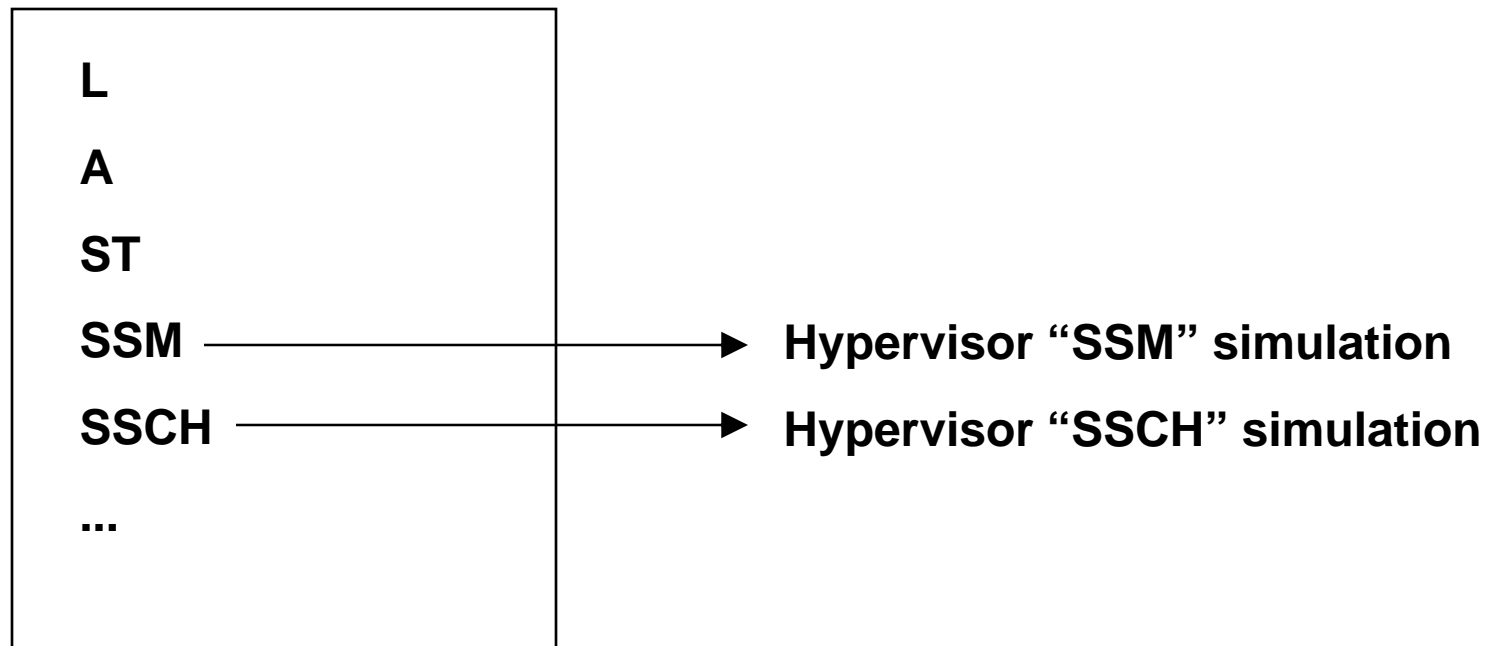 L
A
ST
SSM Hypervisor “SSM” simulation
SSCH Hypervisor “SSCH” simulation
...